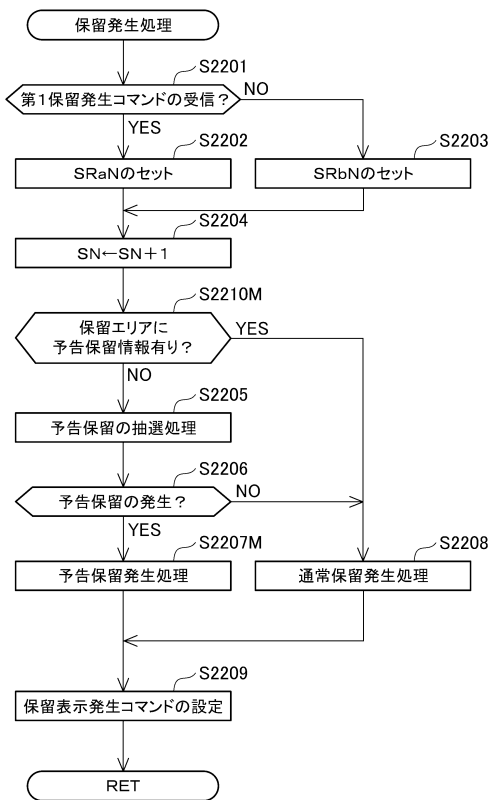 保留発生処理
S2201
第1保留発生コマンドの受信？
NO
YES
S2202
SRaNのセット
S2203
SRbNのセット
S2204
SN←SN＋1
S2210M
保留エリアに
予告保留情報有り？
YES
NO
S2205
予告保留の抽選処理
S2206
予告保留の発生？
NO
YES
S2207M
予告保留発生処理
S2208
通常保留発生処理
S2209
保留表示発生コマンドの設定
RET